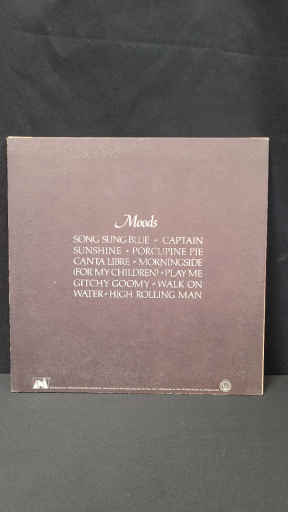 Moods
SONG SUNG BLUE • CAPTAIN
SUNSHINE • PORCUPINE PIE
CANTA LIBRE • MORNINGSIDE
(FOR MY CHILDREN) • PLAY ME
GITCHY GOOMY • WALK ON
WATER • HIGH ROLLING MAN